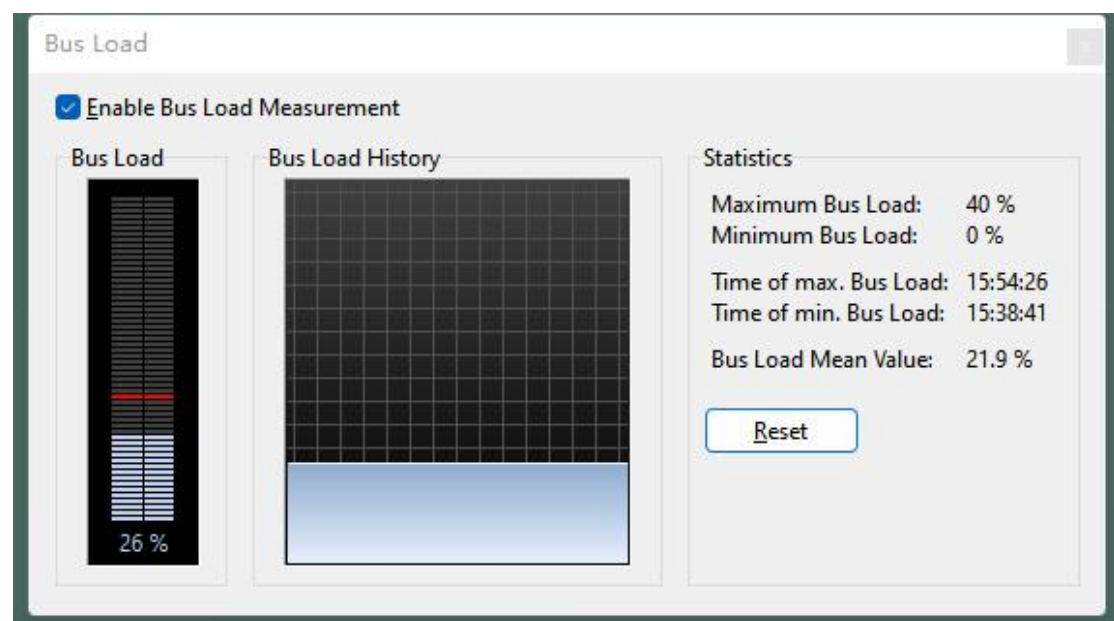 Bus Load
Enable Bus Load Measurement
Bus Load
26 %
Bus Load History
Statistics
Maximum Bus Load: 40 %
Minimum Bus Load: 0 %
Time of max. Bus Load: 15:54:26
Time of min. Bus Load: 15:38:41
Bus Load Mean Value: 21.9 %
Reset